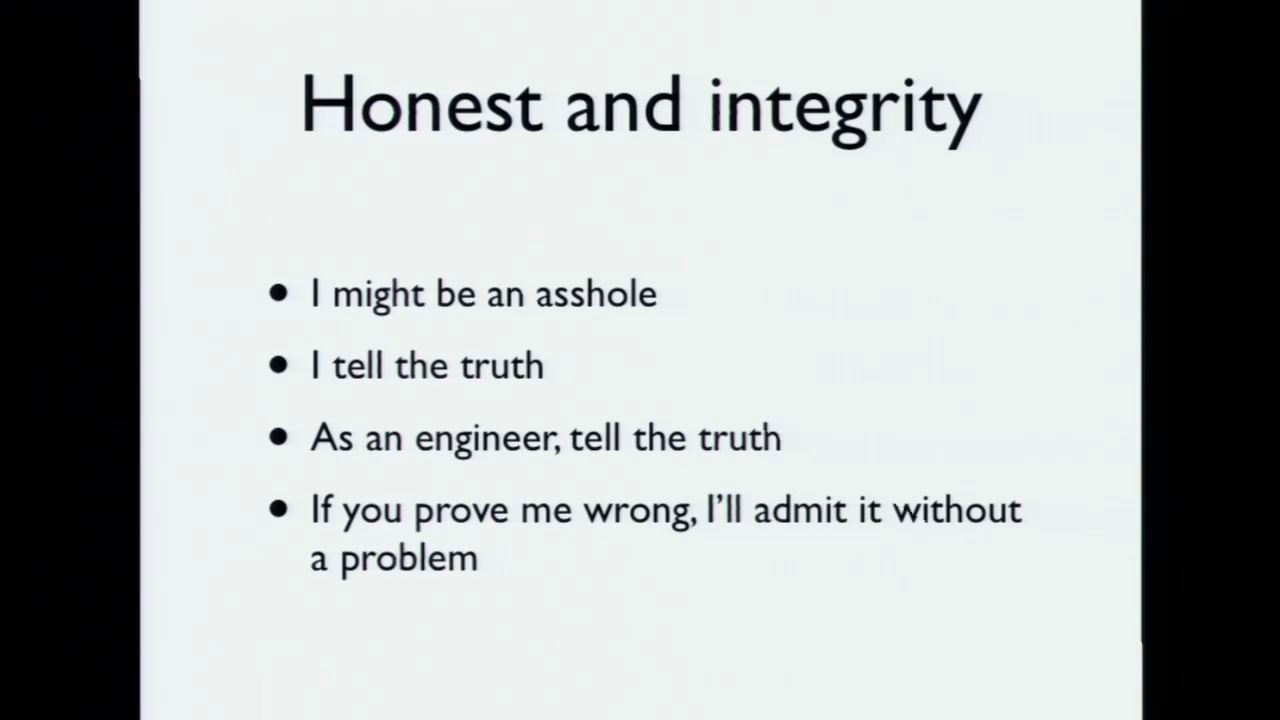 Honest and integrity
• I might be an asshole
• I tell the truth
• As an engineer, tell the truth
• If you prove me wrong, I'll admit it without
a problem